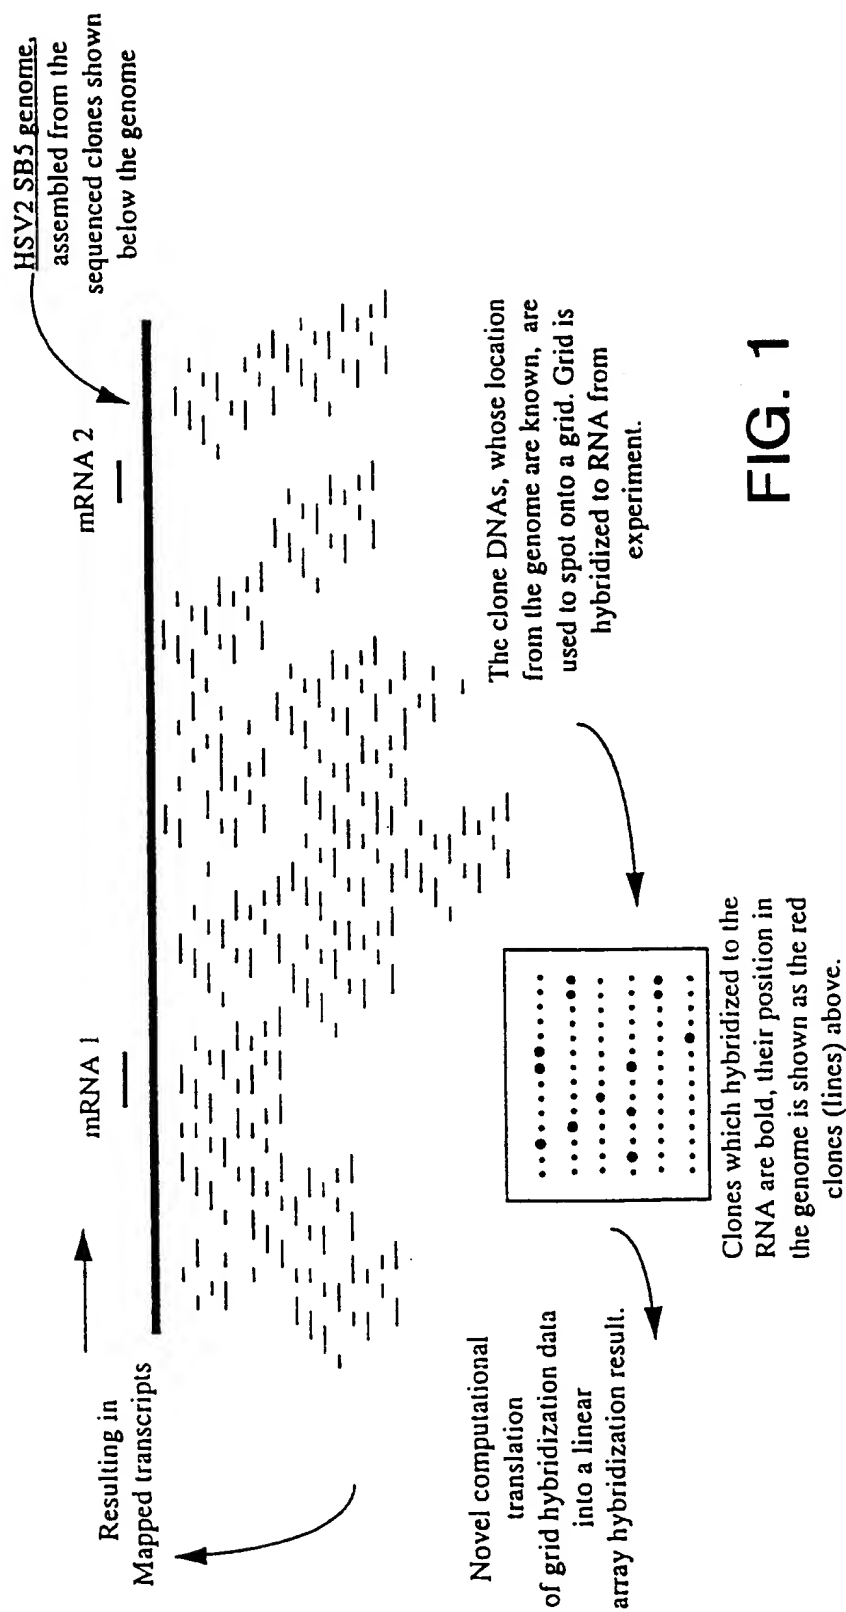 HSV2 SB5 genome,
assembled from the
sequenced clones shown
below the genome
mRNA 1
mRNA 2
Resulting in
Mapped transcripts
The clone DNAs, whose location
from the genome are known, are
used to spot onto a grid. Grid is
hybridized to RNA from
experiment.
Clones which hybridized to the
RNA are bold, their position in
the genome is shown as the red
clones (lines) above.
Novel computational
translation
of grid hybridization data
into a linear
array hybridization result.
FIG. 1